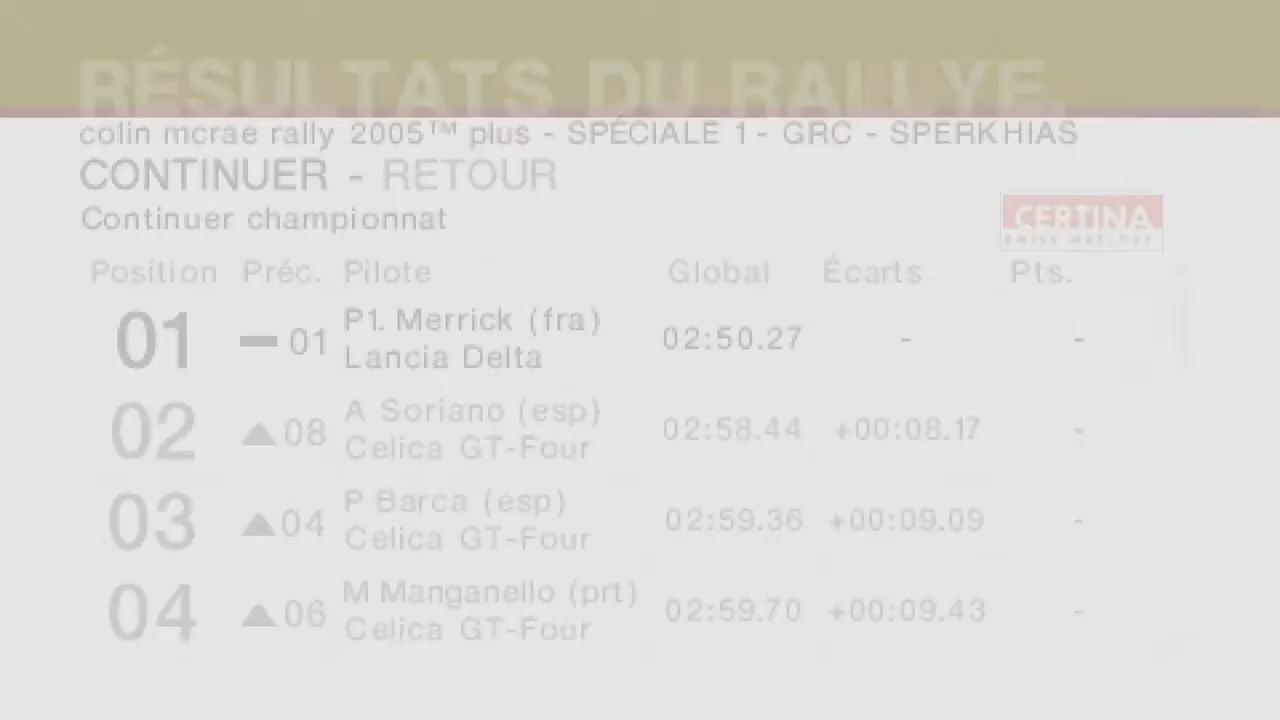 RÉSULTATS DU RALLYE.
colin mcrae rally 2005™ plus - SPÉCIALE 1 - GRC - SPERKHIAS
CONTINUER - RETOUR
Continuer championnat
CERTINA
swiss watches
Position Préc. Pilote Global Écarts Pts.
01 01 P1. Merrick (fra) 02:50.27 - -
Lancia Delta
02 08 A Soriano (esp) 02:58.44 +00:08.17 -
Celica GT-Four
03 04 P Barca (esp) 02:59.36 +00:09.09 -
Celica GT-Four
04 06 M Manganello (prt) 02:59.70 +00:09.43 -
Celica GT-Four